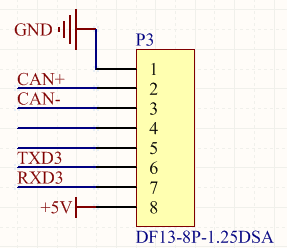 P3
GND
1
CAN+ 2
CAN- 3
4
5
TXD3 6
RXD3 7
+5V 8
DF13-8P-1.25DSA